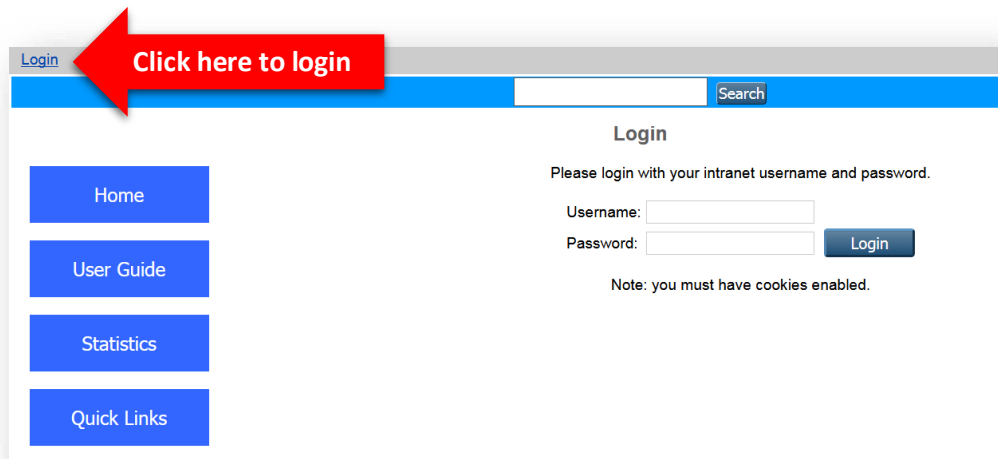 Login
Click here to login
Search
Login
Please login with your intranet username and password.
Username:
Password:
Login
Note: you must have cookies enabled.
Home
User Guide
Statistics
Quick Links